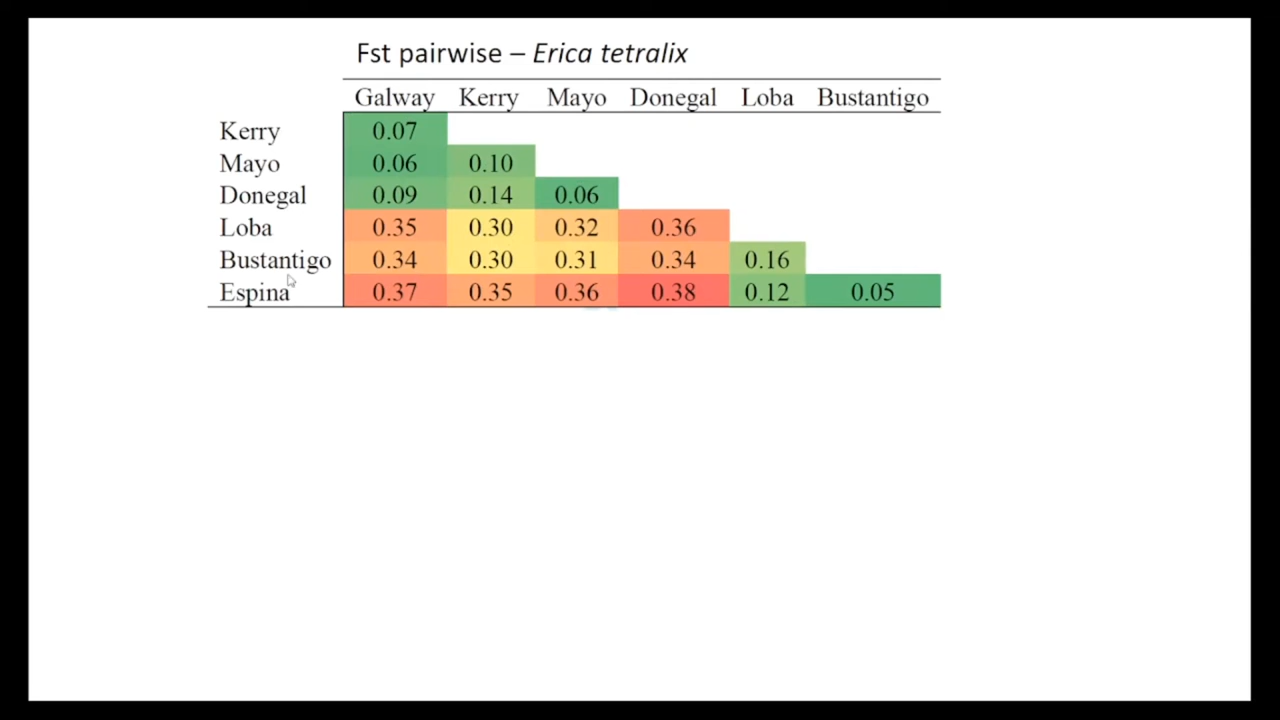 Fst pairwise – Erica tetralix
Galway Kerry Mayo Donegal Loba Bustantigo
Kerry 0.07
Mayo 0.06 0.10
Donegal 0.09 0.14 0.06
Loba 0.35 0.30 0.32 0.36
Bustantigo 0.34 0.30 0.31 0.34 0.16
Espina 0.37 0.35 0.36 0.38 0.12 0.05